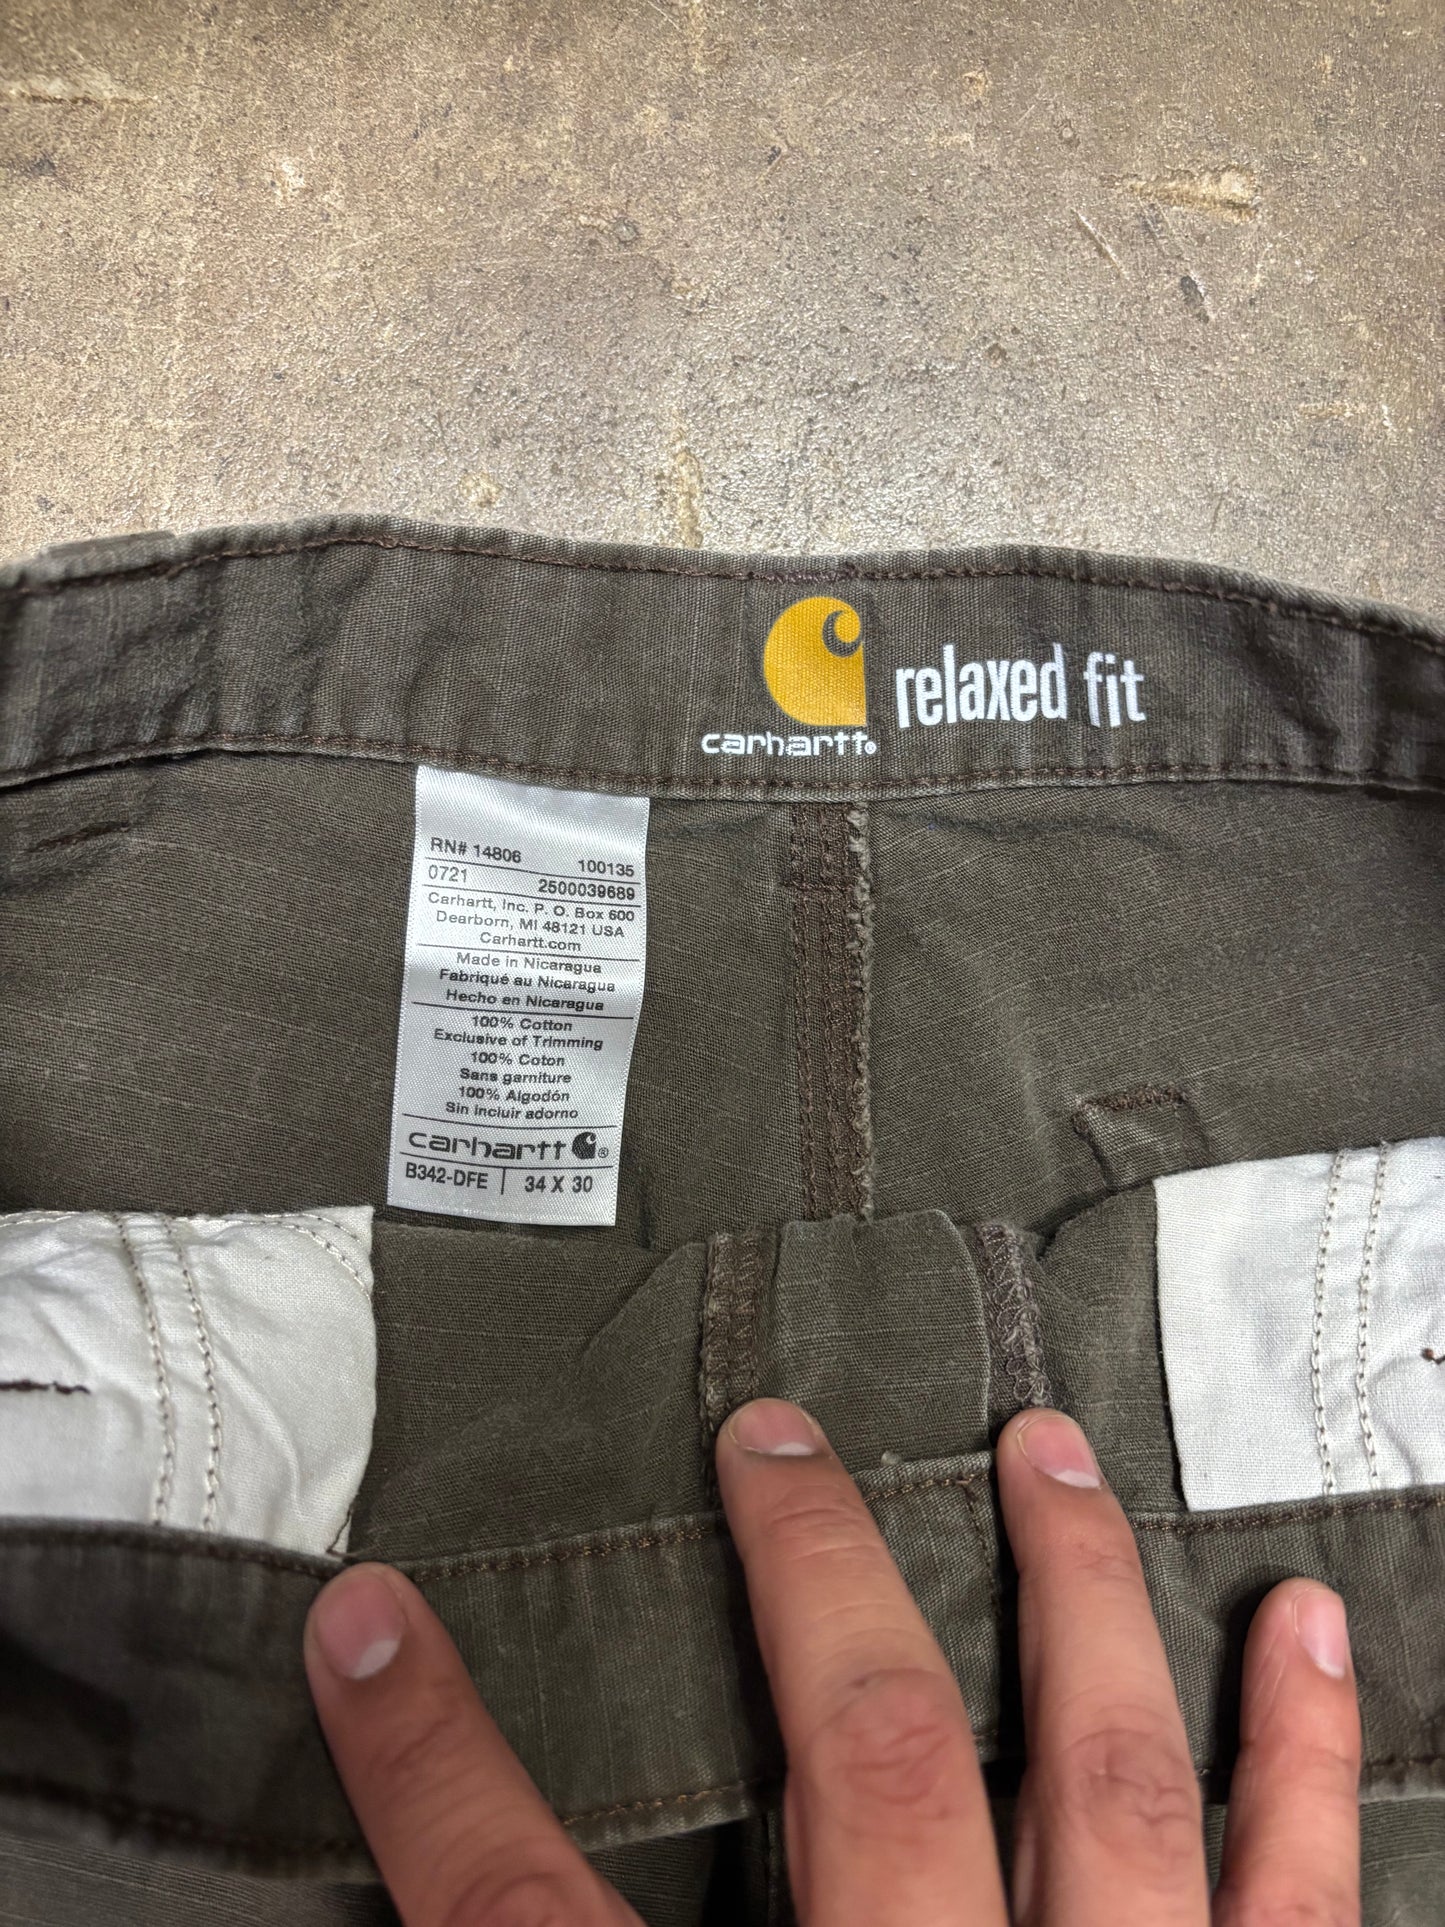 carhartt®
relaxed fit
RN# 14806 100135
0721 2500039689
Carhartt, Inc. P. O. Box 600
Dearborn, MI 48121 USA
Carhartt.com
Made in Nicaragua
Fabriqué au Nicaragua
Hecho en Nicaragua
100% Cotton
Exclusive of Trimming
100% Coton
Sans garniture
100% Algodón
Sin incluir adorno
carhartt®
B342-DFE 34 X 30